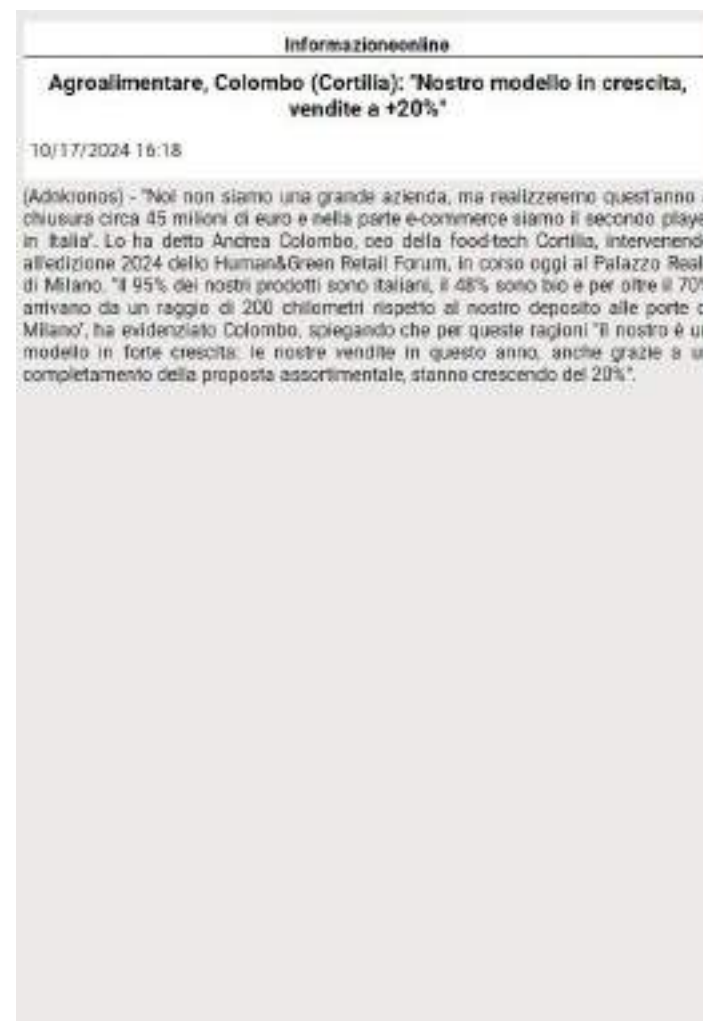 Informazioneonline
Agroalimentare, Colombo (Cortilia): "Nostro modello in crescita,
vendite a +20%"
10/17/2024 16:18
(Adnkronos) - "Noi non siamo una grande azienda, ma realizzeremo quest'anno a
chiusura circa 45 milioni di euro e nella parte e-commerce siamo il secondo playe
in Italia". Lo ha detto Andrea Colombo, ceo della food-tech Cortilia, intervenend
all'edizione 2024 dello Human&Green Retail Forum, in corso oggi al Palazzo Real
di Milano. "Il 95% dei nostri prodotti sono italiani, il 48% sono bio e per oltre il 70%
arrivano da un raggio di 200 chilometri rispetto al nostro deposito alle porte d
Milano", ha evidenziato Colombo, spiegando che per queste ragioni "il nostro è un
modello in forte crescita: le nostre vendite in questo anno, anche grazie a un
completamento della proposta assortimentale, stanno crescendo del 20%".